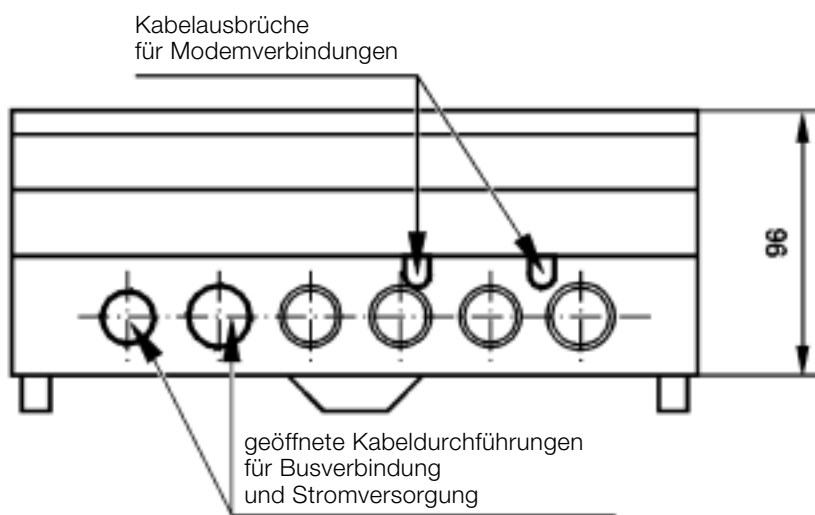 Kabelausbrüche
für Modemverbindungen
96
geöffnete Kabeldurchführungen
für Busverbindung
und Stromversorgung